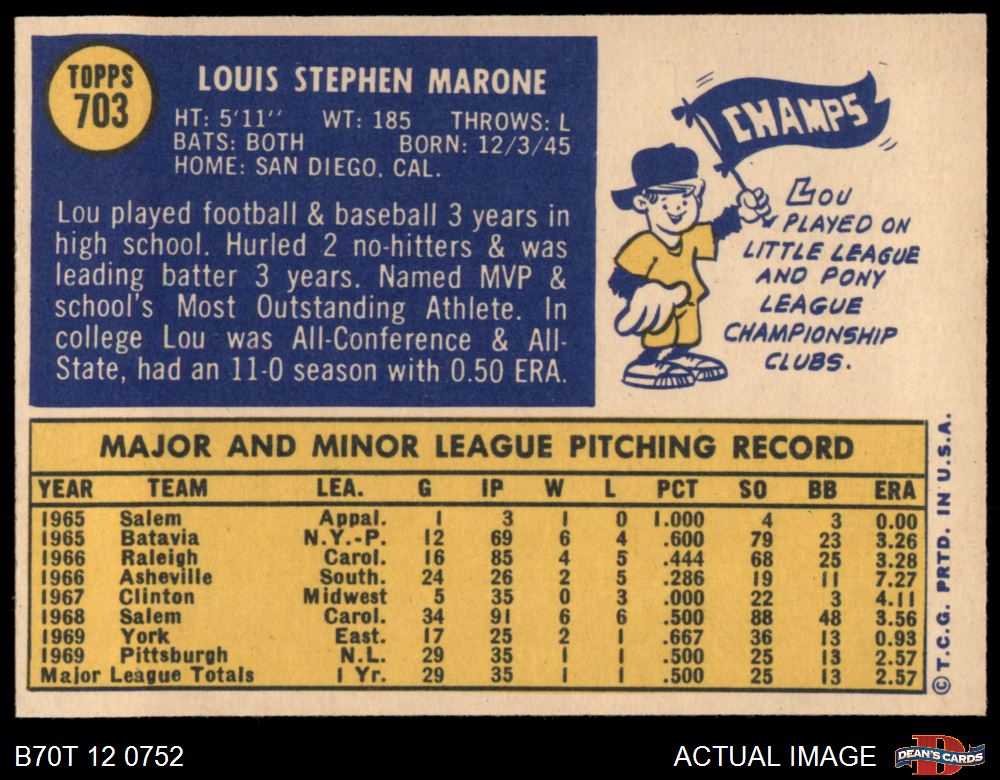 TOPPS
703
LOUIS STEPHEN MARONE
HT: 5'11'' WT: 185 THROWS: L
BATS: BOTH BORN: 12/3/45
HOME: SAN DIEGO, CAL.
Lou played football & baseball 3 years in
high school. Hurled 2 no-hitters & was
leading batter 3 years. Named MVP &
school's Most Outstanding Athlete. In
college Lou was All-Conference & All-
State, had an 11-0 season with 0.50 ERA.
CHAMPS
LOU
PLAYED ON
LITTLE LEAGUE
AND PONY
LEAGUE
CHAMPIONSHIP
CLUBS.
MAJOR AND MINOR LEAGUE PITCHING RECORD
YEAR TEAM LEA. G IP W L PCT SO BB ERA
1965 Salem Appal. 1 3 1 0 1.000 4 3 0.00
1965 Batavia N.Y.-P. 12 69 6 4 .600 79 23 3.26
1966 Raleigh Carol. 16 85 4 5 .444 68 25 3.28
1966 Asheville South. 24 26 2 5 .286 19 11 7.27
1967 Clinton Midwest 5 35 0 3 .000 22 3 4.11
1968 Salem Carol. 34 91 6 6 .500 88 48 3.56
1969 York East. 17 25 2 1 .667 36 13 0.93
1969 Pittsburgh N.L. 29 35 1 1 .500 25 13 2.57
Major League Totals 1 Yr. 29 35 1 1 .500 25 13 2.57
© T.C.G. PRTD. IN U.S.A.
B70T 12 0752
ACTUAL IMAGE
D
DEAN'S CARDS